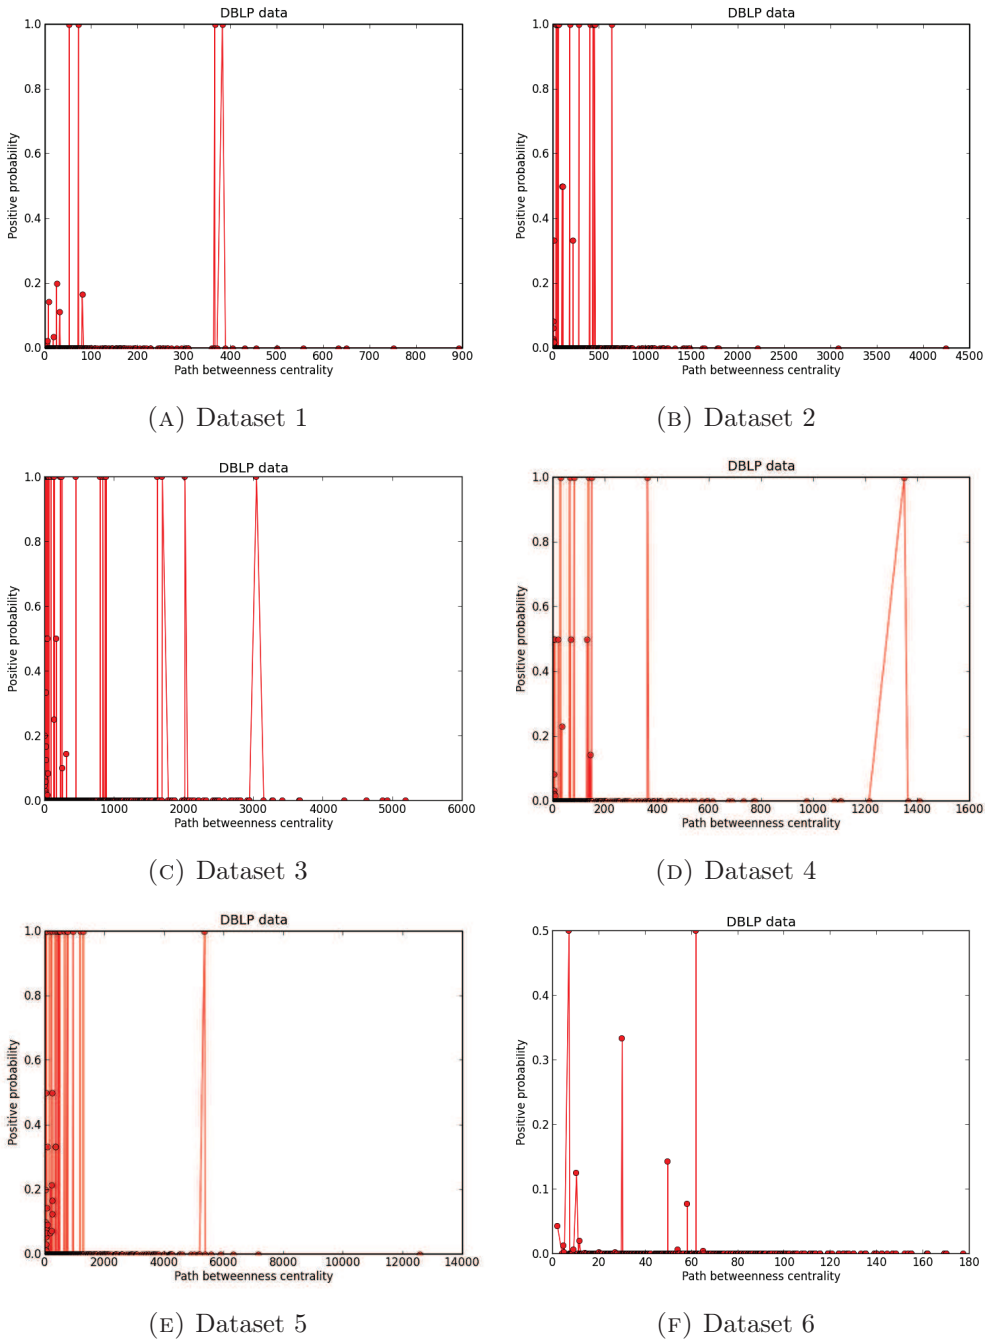 DBLP data
Positive probability
1.0
0.8
0.6
0.4
0.2
0.0
0 100 200 300 400 500 600 700 800 900
Path betweenness centrality
(A) Dataset 1
DBLP data
Positive probability
1.0
0.8
0.6
0.4
0.2
0.0
0 500 1000 1500 2000 2500 3000 3500 4000 4500
Path betweenness centrality
(B) Dataset 2
DBLP data
Positive probability
1.0
0.8
0.6
0.4
0.2
0.0
0 1000 2000 3000 4000 5000 6000
Path betweenness centrality
(C) Dataset 3
DBLP data
Positive probability
1.0
0.8
0.6
0.4
0.2
0.0
0 200 400 600 800 1000 1200 1400 1600
Path betweenness centrality
(D) Dataset 4
DBLP data
Positive probability
1.0
0.8
0.6
0.4
0.2
0.0
0 2000 4000 6000 8000 10000 12000 14000
Path betweenness centrality
(E) Dataset 5
DBLP data
Positive probability
0.5
0.4
0.3
0.2
0.1
0.0
0 20 40 60 80 100 120 140 160 180
Path betweenness centrality
(F) Dataset 6